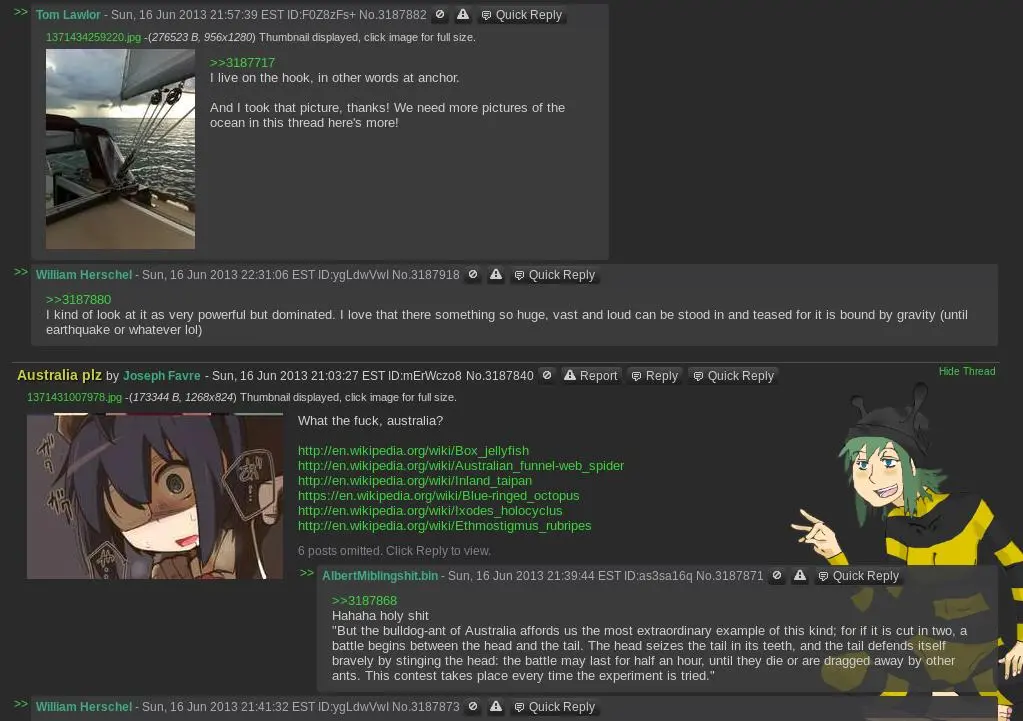 >> Tom Lawlor - Sun, 16 Jun 2013 21:57:39 EST ID:F0Z8zFs+ No.3187882 Quick Reply
1371434259220.jpg -(276523 B, 956x1280) Thumbnail displayed, click image for full size.
>>3187717
I live on the hook, in other words at anchor.
And I took that picture, thanks! We need more pictures of the
ocean in this thread here's more!
>> William Herschel - Sun, 16 Jun 2013 22:31:06 EST ID:ygLdwVwI No.3187918 Quick Reply
>>3187880
I kind of look at it as very powerful but dominated. I love that there something so huge, vast and loud can be stood in and teased for it is bound by gravity (until
earthquake or whatever lol)
Australia plz by Joseph Favre - Sun, 16 Jun 2013 21:03:27 EST ID:mErWczo8 No.3187840 Report Reply Quick Reply
Hide Thread
1371431007978.jpg -(173344 B, 1268x824) Thumbnail displayed, click image for full size.
What the fuck, australia?
http://en.wikipedia.org/wiki/Box_jellyfish
http://en.wikipedia.org/wiki/Australian_funnel-web_spider
http://en.wikipedia.org/wiki/Inland_taipan
https://en.wikipedia.org/wiki/Blue-ringed_octopus
http://en.wikipedia.org/wiki/Ixodes_holocyclus
http://en.wikipedia.org/wiki/Ethmostigmus_rubripes
6 posts omitted. Click Reply to view.
>> AlbertMiblingshit.bin - Sun, 16 Jun 2013 21:39:44 EST ID:as3sa16q No.3187871 Quick Reply
>>3187868
Hahaha holy shit
"But the bulldog-ant of Australia affords us the most extraordinary example of this kind; for if it is cut in two, a
battle begins between the head and the tail. The head seizes the tail in its teeth, and the tail defends itself
bravely by stinging the head: the battle may last for half an hour, until they die or are dragged away by other
ants. This contest takes place every time the experiment is tried."
>> William Herschel - Sun, 16 Jun 2013 21:41:32 EST ID:ygLdwVwI No.3187873 Quick Reply